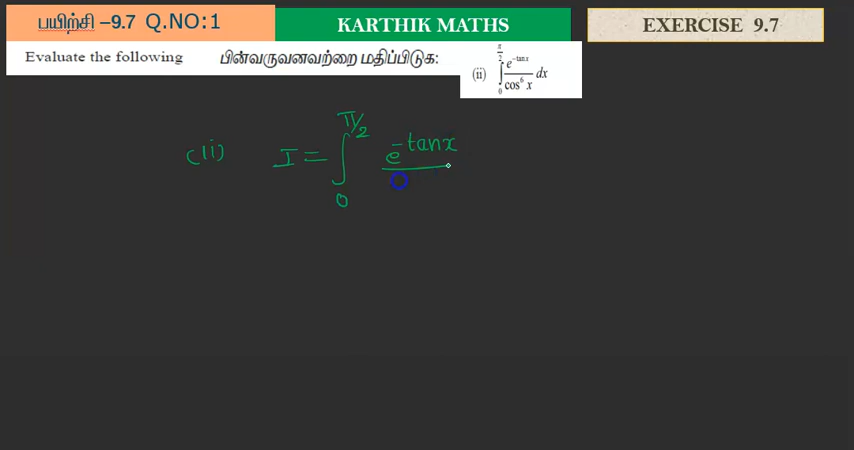 பயிற்சி –9.7 Q.NO:1
KARTHIK MATHS
EXERCISE 9.7
Evaluate the following பின்வருவனவற்றை மதிப்பிடுக:
(ii) ∫₀^(π/2) e^(−tan x) / cos⁶ x dx
(ii) I = ∫₀^(π/2) e^(−tanx)